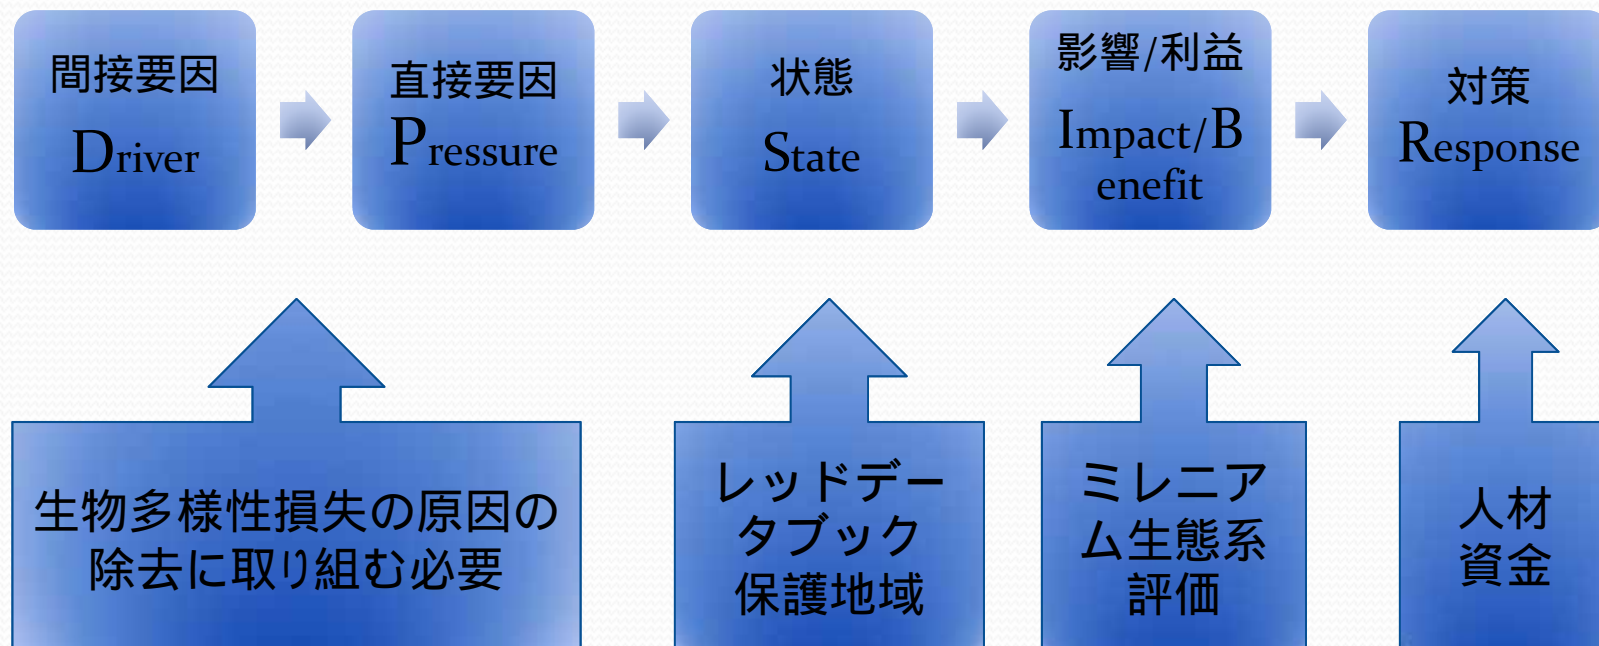 間接要因
Driver
直接要因
Pressure
状態
State
影響/利益
Impact/B
enefit
対策
Response
生物多様性損失の原因の
除去に取り組む必要
レッドデー
タブック
保護地域
ミレニア
ム生態系
評価
人材
資金